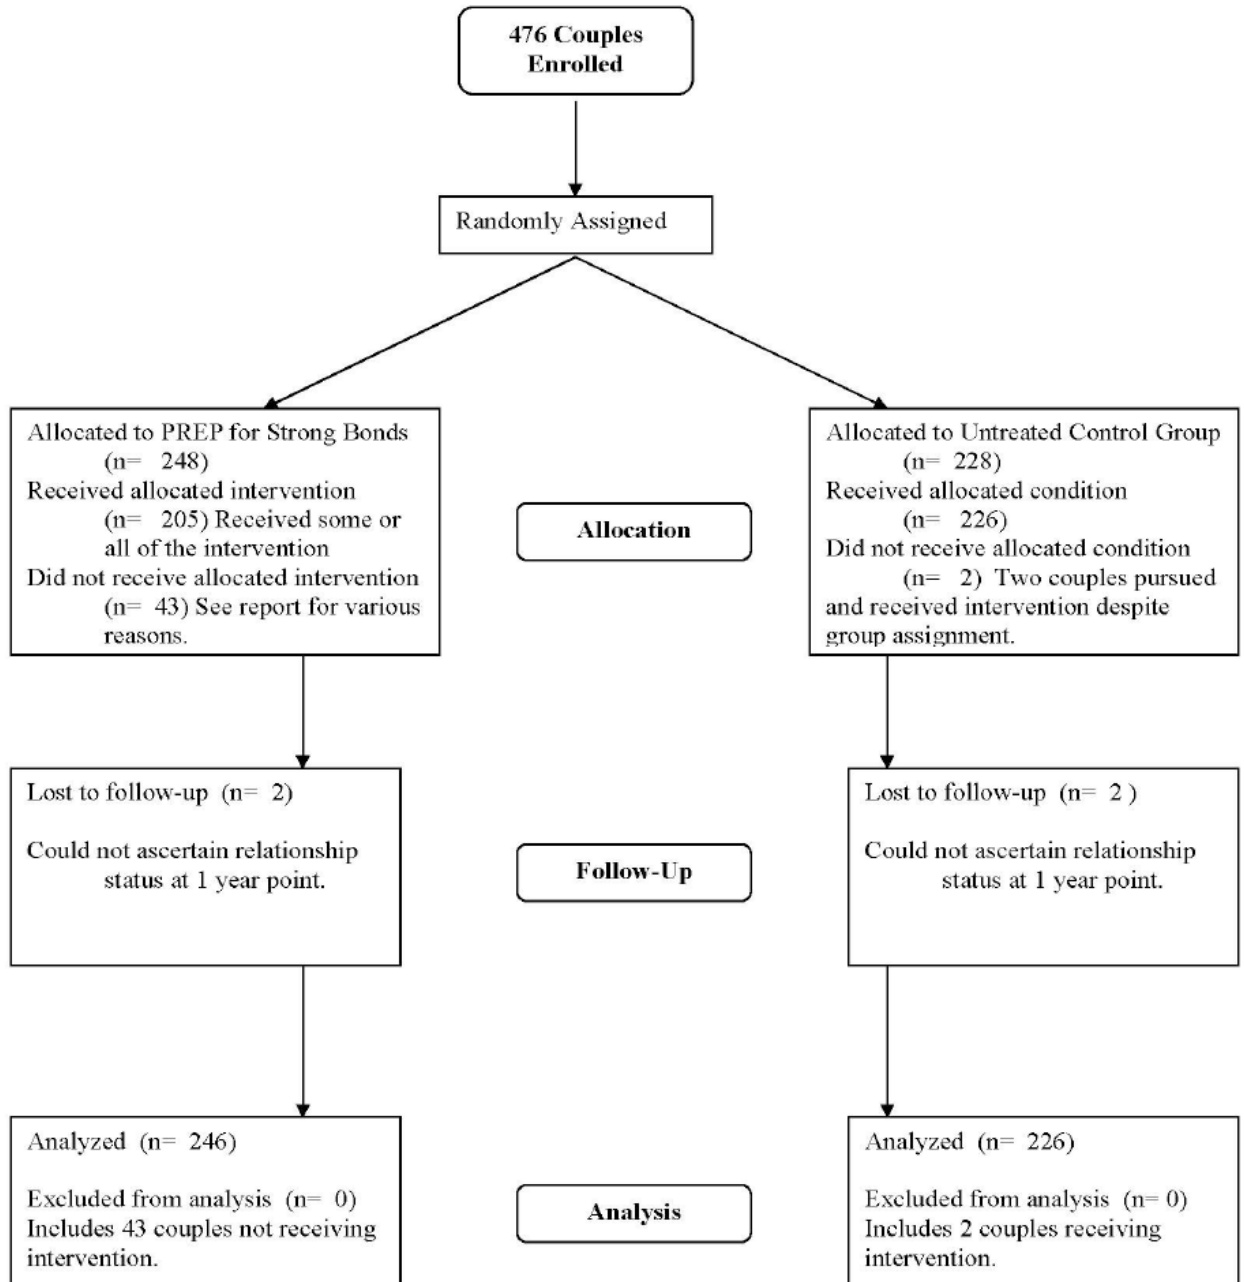 476 Couples
Enrolled
Randomly Assigned
Allocated to PREP for Strong Bonds
(n= 248)
Received allocated intervention
(n= 205) Received some or
all of the intervention
Did not receive allocated intervention
(n= 43) See report for various
reasons.
Allocation
Allocated to Untreated Control Group
(n= 228)
Received allocated condition
(n= 226)
Did not receive allocated condition
(n= 2) Two couples pursued
and received intervention despite
group assignment.
Lost to follow-up (n= 2)
Could not ascertain relationship
status at 1 year point.
Follow-Up
Lost to follow-up (n= 2 )
Could not ascertain relationship
status at 1 year point.
Analyzed (n= 246)
Excluded from analysis (n= 0)
Includes 43 couples not receiving
intervention.
Analysis
Analyzed (n= 226)
Excluded from analysis (n= 0)
Includes 2 couples receiving
intervention.